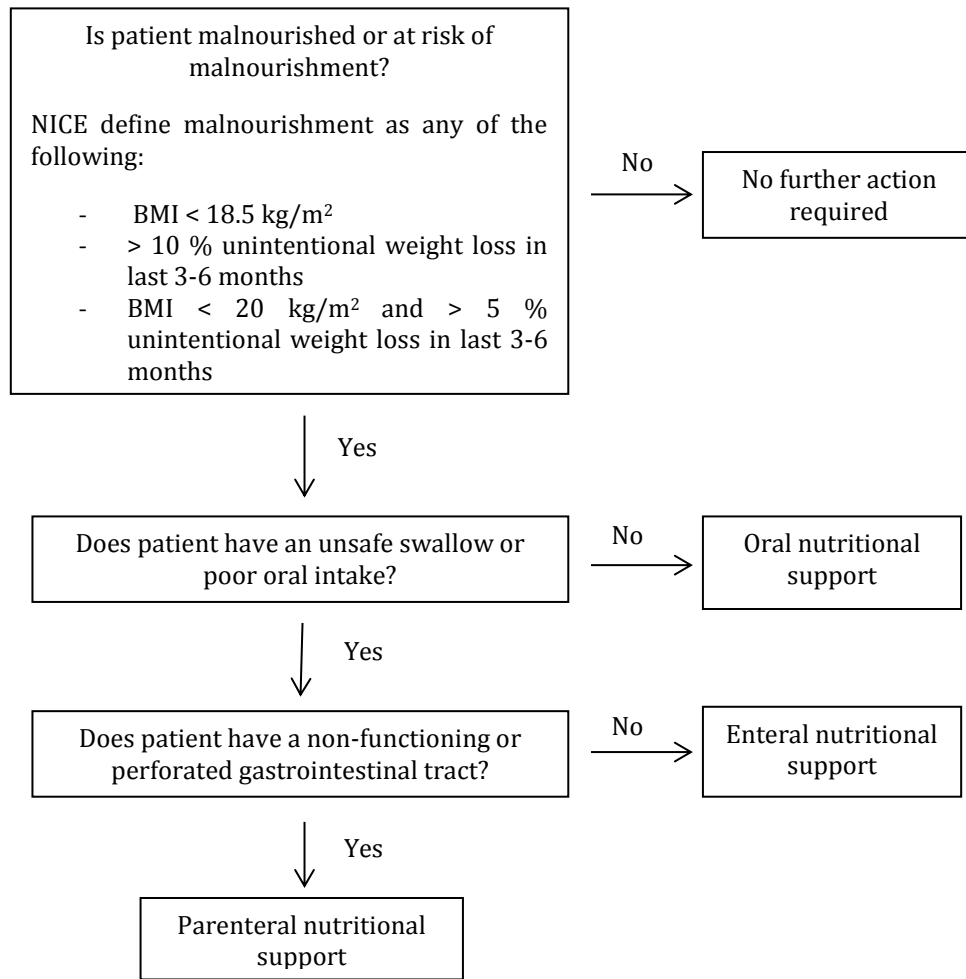 Is patient malnourished or at risk of
malnourishment?
NICE define malnourishment as any of the
following:
- BMI < 18.5 kg/m²
- > 10 % unintentional weight loss in
last 3-6 months
- BMI < 20 kg/m² and > 5 %
unintentional weight loss in last 3-6
months
No
No further action
required
Yes
Does patient have an unsafe swallow or
poor oral intake?
No
Oral nutritional
support
Yes
Does patient have a non-functioning or
perforated gastrointestinal tract?
No
Enteral nutritional
support
Yes
Parenteral nutritional
support